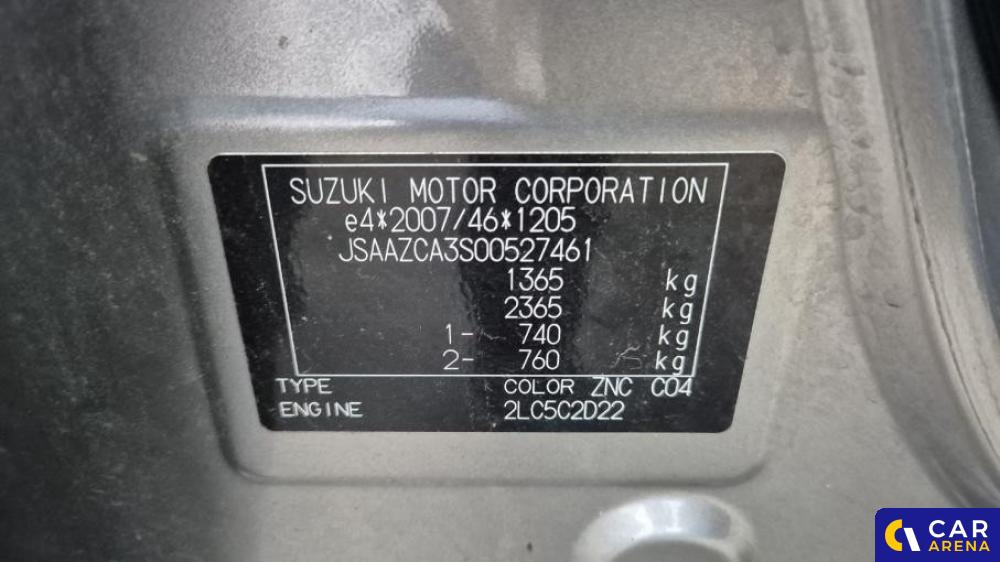 SUZUKI MOTOR CORPORATION
e4*2007/46*1205
JSAAZCA3S00527461
1365 kg
2365 kg
1- 740 kg
2- 760 kg
TYPE COLOR ZNC C04
ENGINE 2LC5C2D22
CAR
ARENA